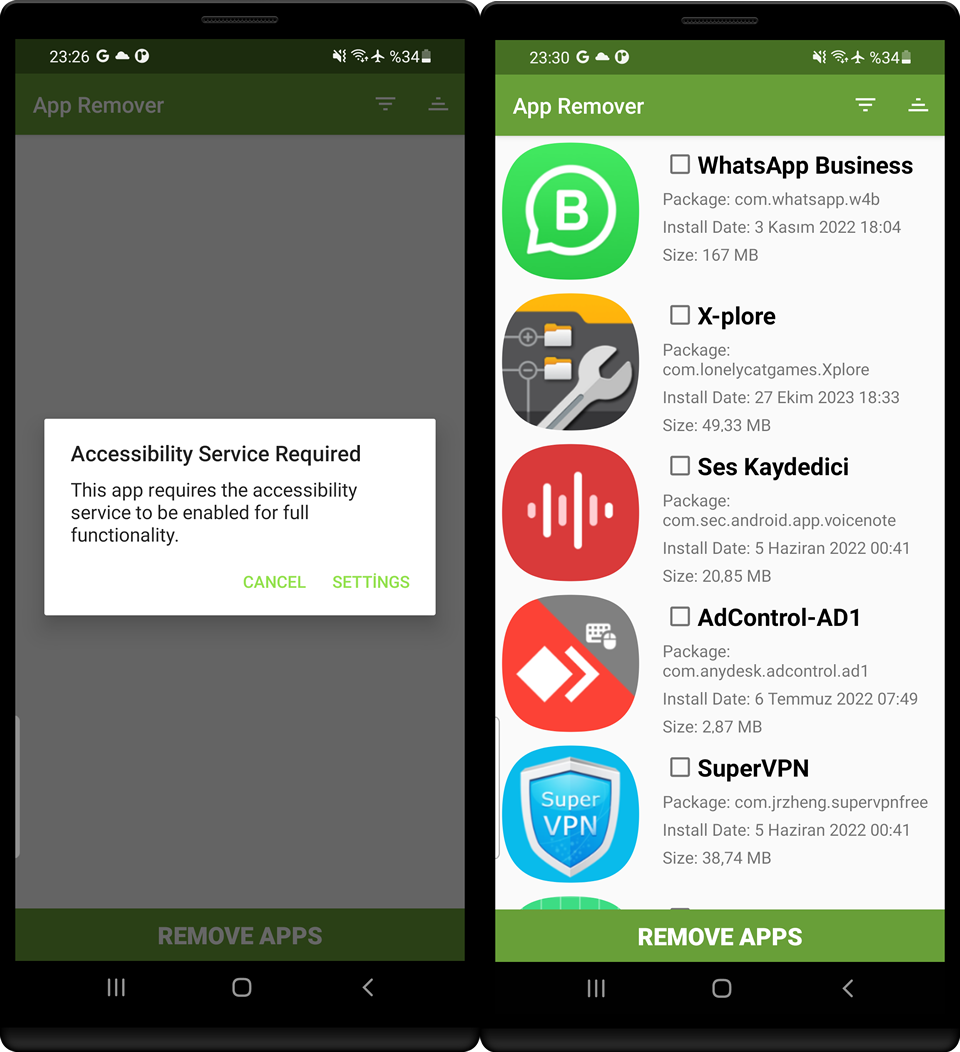 23:26
%34
App Remover
Accessibility Service Required
This app requires the accessibility
service to be enabled for full
functionality.
CANCEL
SETTİNGS
REMOVE APPS
23:30
%34
App Remover
B
WhatsApp Business
Package: com.whatsapp.w4b
Install Date: 3 Kasım 2022 18:04
Size: 167 MB
X-plore
Package:
com.lonelycatgames.Xplore
Install Date: 27 Ekim 2023 18:33
Size: 49,33 MB
Ses Kaydedici
Package:
com.sec.android.app.voicenote
Install Date: 5 Haziran 2022 00:41
Size: 20,85 MB
AdControl-AD1
Package:
com.anydesk.adcontrol.ad1
Install Date: 6 Temmuz 2022 07:49
Size: 2,87 MB
Super
VPN
SuperVPN
Package: com.jrzheng.supervpnfree
Install Date: 5 Haziran 2022 00:41
Size: 38,74 MB
REMOVE APPS